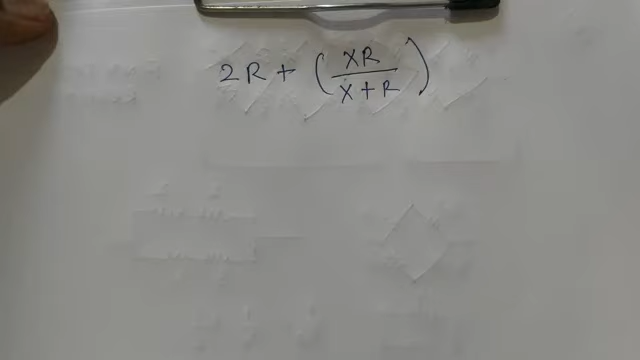 2R + (XR / X+R)